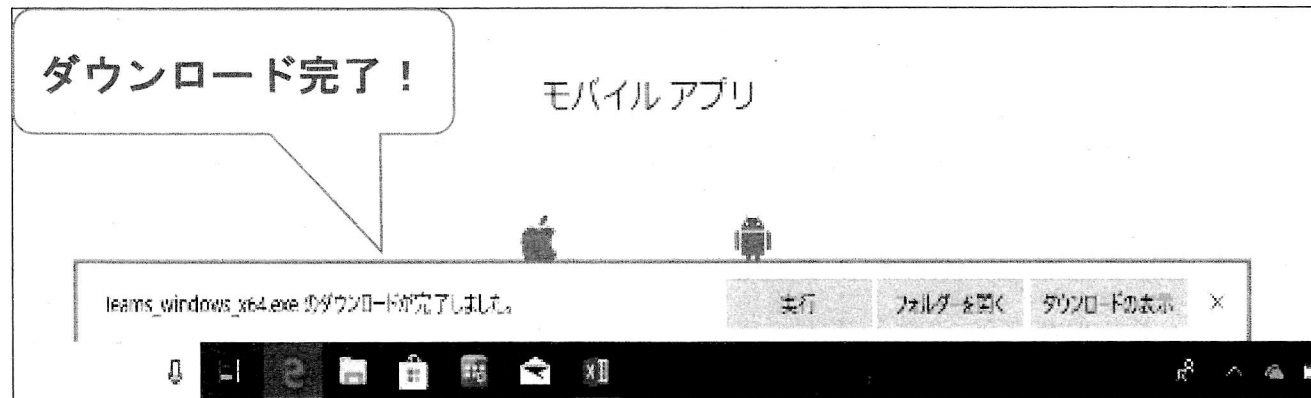 ダウンロード完了！
モバイル アプリ
Teams_windows_x64.exe のダウンロードが完了しました。
実行
フォルダーを開く
ダウンロードの表示